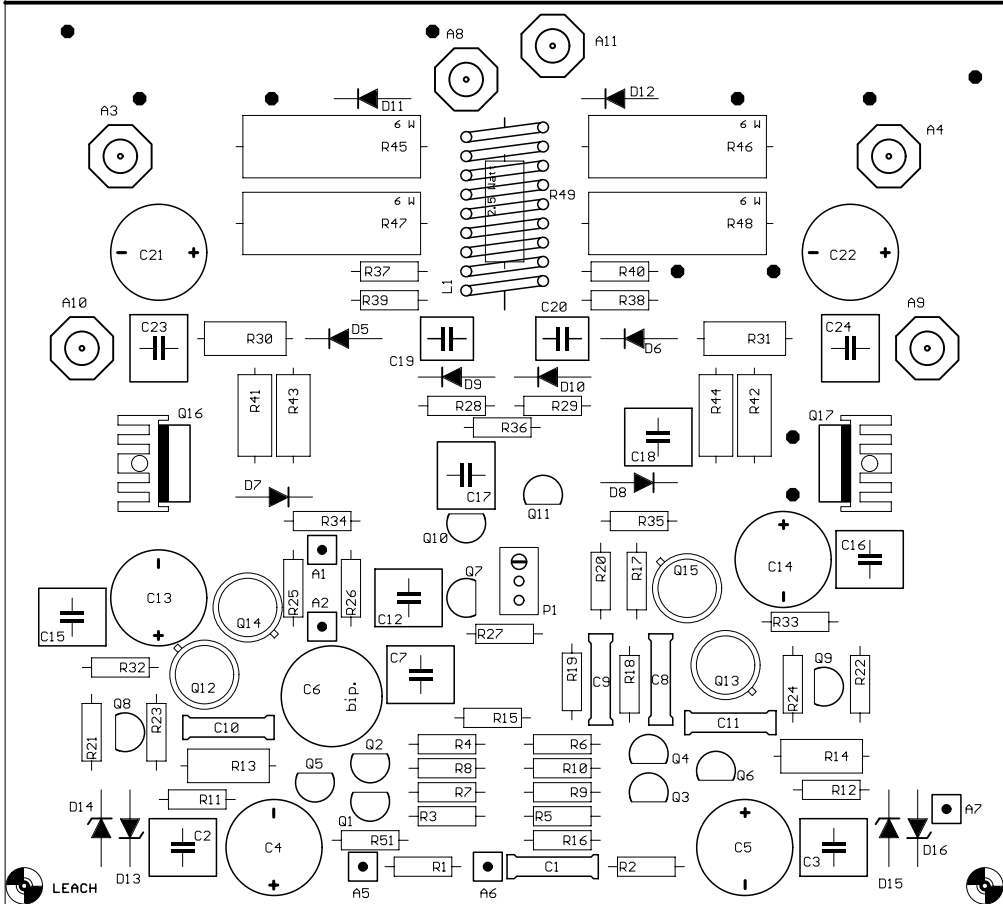 A11
A8
D11
D12
A3
6 W
R45
6 W
R46
A4
2.5 Watt
R49
6 W
R47
6 W
R48
- C21 +
- C22 +
R37
R40
L1
R39
R38
A10
C23
R30
D5
C19
C20
D6
R31
C24
A9
D9
D10
R41
R43
R28
R29
R44
R42
Q16
R36
Q17
C18
C17
D7
D8
Q11
R34
Q10
R35
+
C14
-
C16
A1
R25
R26
Q7
R20
R17
Q15
-
C13
+
C15
Q14
A2
C12
P1
R33
R27
R32
Q12
C6
bip.
C7
R19
C9
R18
C8
Q13
R24
Q9
R22
Q8
R21
R23
C10
R15
C11
R4
R6
Q2
Q4
R13
Q5
R8
R10
Q6
R14
R11
R7
R9
Q3
R12
D14
Q1
R3
R5
A7
C2
-
C4
+
R51
R16
+
C5
-
C3
D16
D13
A5
R1
A6
C1
R2
D15
LEACH